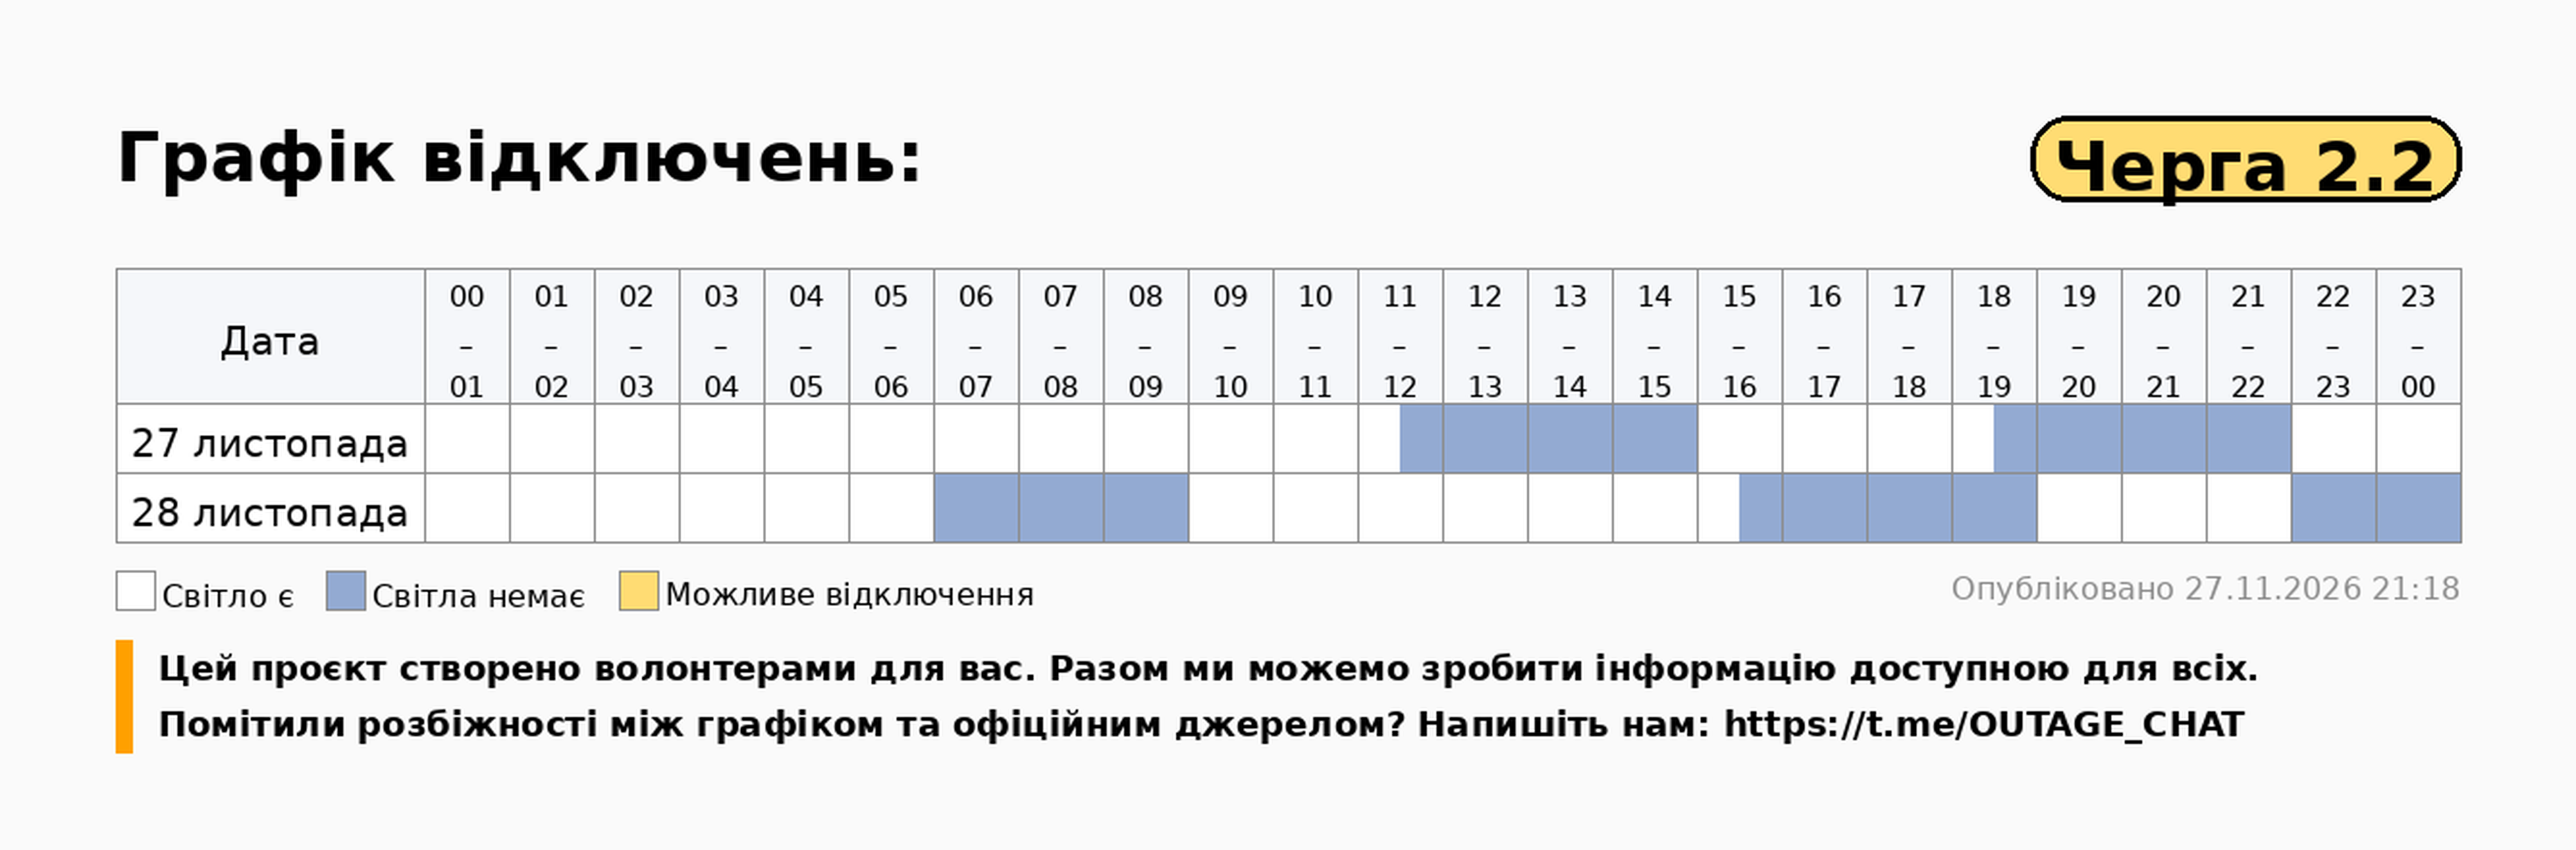 Графік відключень:
Черга 2.2
Дата
00 – 01
01 – 02
02 – 03
03 – 04
04 – 05
05 – 06
06 – 07
07 – 08
08 – 09
09 – 10
10 – 11
11 – 12
12 – 13
13 – 14
14 – 15
15 – 16
16 – 17
17 – 18
18 – 19
19 – 20
20 – 21
21 – 22
22 – 23
23 – 00
27 листопада
28 листопада
Світло є
Світла немає
Можливе відключення
Опубліковано 27.11.2026 21:18
Цей проєкт створено волонтерами для вас. Разом ми можемо зробити інформацію доступною для всіх.
Помітили розбіжності між графіком та офіційним джерелом? Напишіть нам: https://t.me/OUTAGE_CHAT